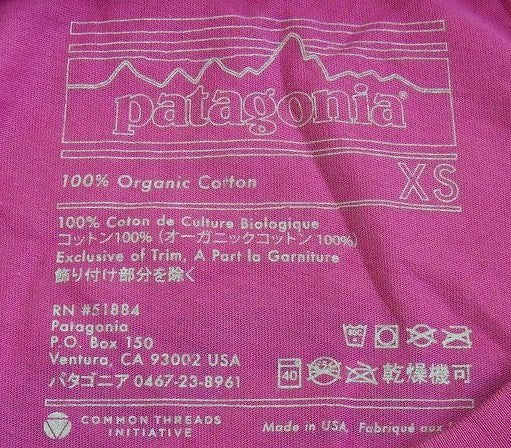 patagonia®
100% Organic Cotton
XS
100% Coton de Culture Biologique
コットン100% (オーガニックコットン 100%)
Exclusive of Trim, A Part la Garniture
飾り付け部分を除く
RN #51884
Patagonia
P.O. Box 150
Ventura, CA 93002 USA
パタゴニア 0467-23-8961
40 乾燥機可
COMMON THREADS
INITIATIVE
Made in USA, Fabriqué aux